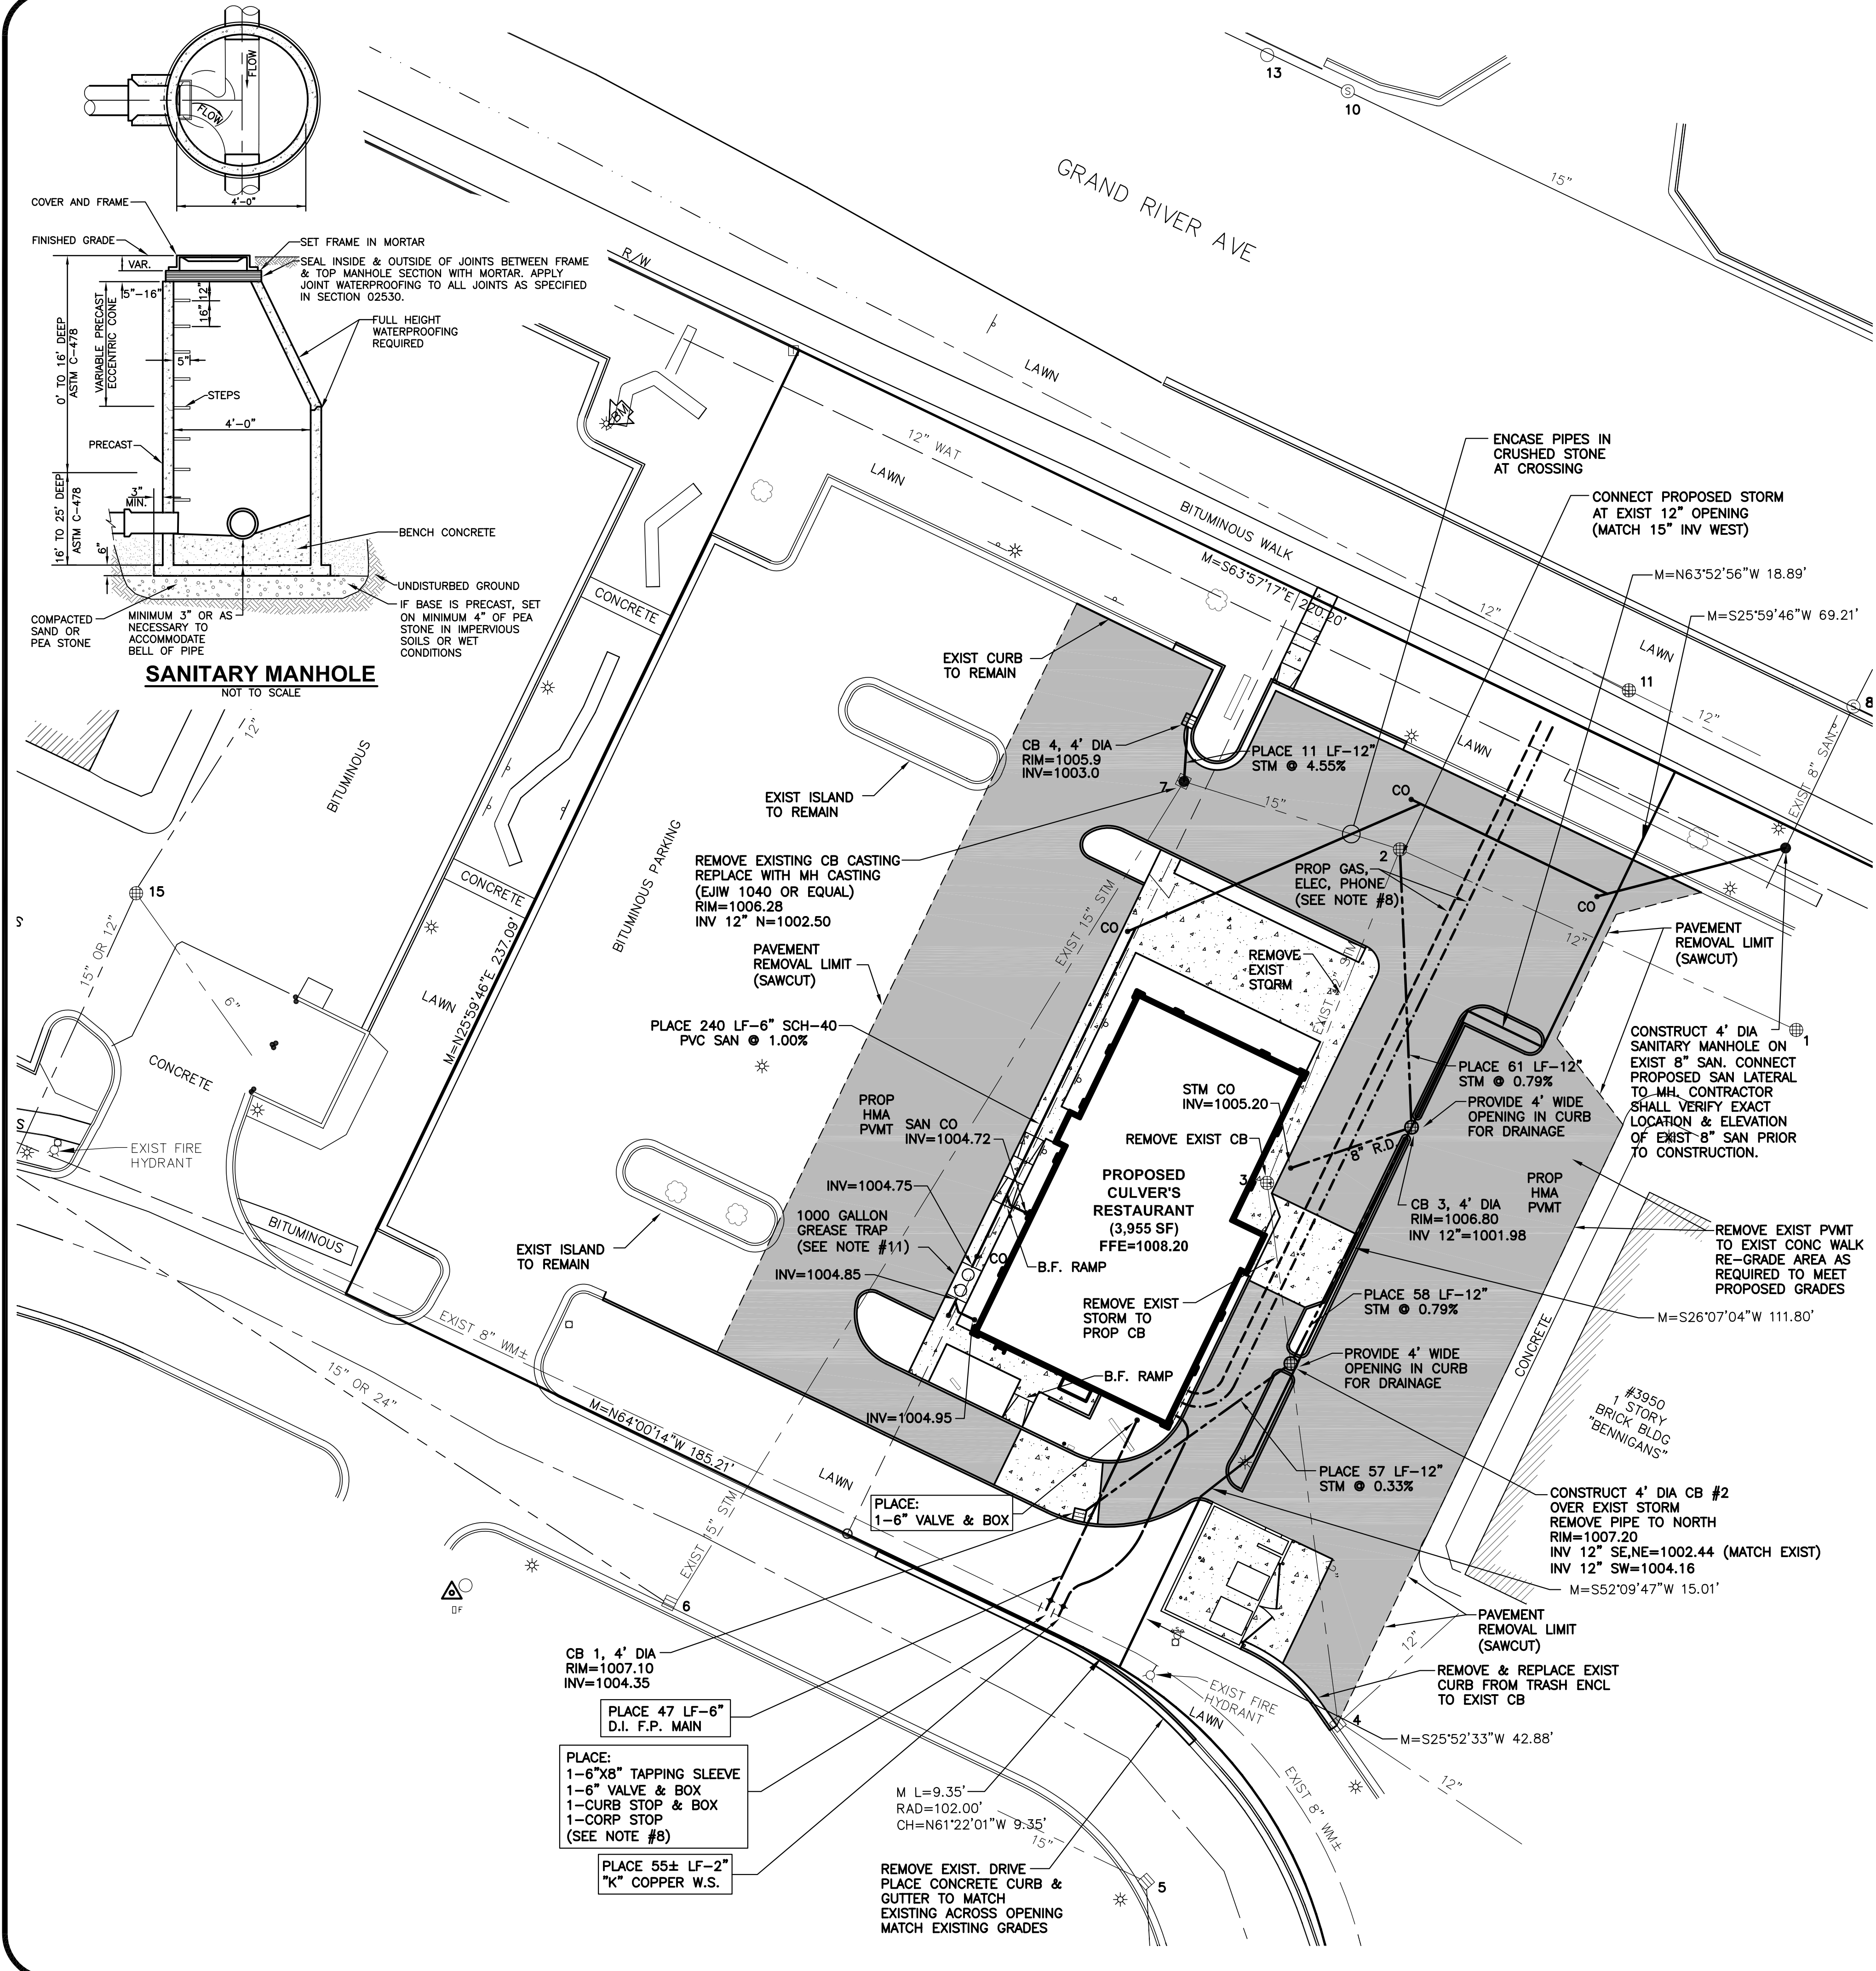 FLOW
FLOW
4'-0"
COVER AND FRAME
FINISHED GRADE
VAR.
SET FRAME IN MORTAR
SEAL INSIDE & OUTSIDE OF JOINTS BETWEEN FRAME
& TOP MANHOLE SECTION WITH MORTAR. APPLY
JOINT WATERPROOFING TO ALL JOINTS AS SPECIFIED
IN SECTION 02530.
5"-16"
12"
16"
FULL HEIGHT
WATERPROOFING
REQUIRED
0' TO 16' DEEP
ASTM C-478
VARIABLE PRECAST
ECCENTRIC CONE
5"
STEPS
4'-0"
PRECAST
16' TO 25' DEEP
ASTM C-478
3"
MIN.
6"
BENCH CONCRETE
UNDISTURBED GROUND
COMPACTED
SAND OR
PEA STONE
MINIMUM 3" OR AS
NECESSARY TO
ACCOMMODATE
BELL OF PIPE
IF BASE IS PRECAST, SET
ON MINIMUM 4" OF PEA
STONE IN IMPERVIOUS
SOILS OR WET
CONDITIONS
SANITARY MANHOLE
NOT TO SCALE
13
S
10
15"
GRAND RIVER AVE
R/W
LAWN
BM
12" WAT
LAWN
BITUMINOUS WALK
M=S63°57'17"E 220.20'
ENCASE PIPES IN
CRUSHED STONE
AT CROSSING
CONNECT PROPOSED STORM
AT EXIST 12" OPENING
(MATCH 15" INV WEST)
M=N63°52'56"W 18.89'
M=S25°59'46"W 69.21'
12"
LAWN
11
12"
S
8
EXIST 8" SAN.
CONCRETE
EXIST CURB
TO REMAIN
12"
BITUMINOUS
CB 4, 4' DIA
RIM=1005.9
INV=1003.0
PLACE 11 LF-12"
STM @ 4.55%
LAWN
EXIST ISLAND
TO REMAIN
7
15"
CO
2
REMOVE EXISTING CB CASTING
REPLACE WITH MH CASTING
(EJIW 1040 OR EQUAL)
RIM=1006.28
INV 12" N=1002.50
PROP GAS,
ELEC, PHONE
(SEE NOTE #8)
CO
CO
12"
15
S
CONCRETE
BITUMINOUS PARKING
15" OR 12"
6"
M=N25°59'46"E 237.09'
LAWN
PAVEMENT
REMOVAL LIMIT
(SAWCUT)
EXIST 15" STM
REMOVE
EXIST
STORM
EXIST 12" STM
PAVEMENT
REMOVAL LIMIT
(SAWCUT)
PLACE 240 LF-6" SCH-40
PVC SAN @ 1.00%
1
CONSTRUCT 4' DIA
SANITARY MANHOLE ON
EXIST 8" SAN. CONNECT
PROPOSED SAN LATERAL
TO MH. CONTRACTOR
SHALL VERIFY EXACT
LOCATION & ELEVATION
OF EXIST 8" SAN PRIOR
TO CONSTRUCTION.
CONCRETE
PLACE 61 LF-12"
STM @ 0.79%
STM CO
INV=1005.20
PROVIDE 4' WIDE
OPENING IN CURB
FOR DRAINAGE
PROP
HMA
PVMT
SAN CO
INV=1004.72
REMOVE EXIST CB
8" R.D.
S
EXIST FIRE
HYDRANT
3
PROPOSED
CULVER'S
RESTAURANT
(3,955 SF)
FFE=1008.20
PROP
HMA
PVMT
INV=1004.75
CB 3, 4' DIA
RIM=1006.80
INV 12"=1001.98
1000 GALLON
GREASE TRAP
(SEE NOTE #11)
REMOVE EXIST PVMT
TO EXIST CONC WALK
RE-GRADE AREA AS
REQUIRED TO MEET
PROPOSED GRADES
BITUMINOUS
EXIST ISLAND
TO REMAIN
CO
B.F. RAMP
INV=1004.85
REMOVE EXIST
STORM TO
PROP CB
PLACE 58 LF-12"
STM @ 0.79%
M=S26°07'04"W 111.80'
EXIST 8" WM±
CONCRETE
PROVIDE 4' WIDE
OPENING IN CURB
FOR DRAINAGE
B.F. RAMP
15" OR 24"
INV=1004.95
#3950
1 STORY
BRICK BLDG
"BENNIGANS"
M=N64°00'14"W 185.21'
LAWN
PLACE 57 LF-12"
STM @ 0.33%
PLACE:
1-6" VALVE & BOX
CONSTRUCT 4' DIA CB #2
OVER EXIST STORM
REMOVE PIPE TO NORTH
RIM=1007.20
INV 12" SE,NE=1002.44 (MATCH EXIST)
INV 12" SW=1004.16
EXIST 15" STM
12"
M=S52°09'47"W 15.01'
6
DF
PAVEMENT
REMOVAL LIMIT
(SAWCUT)
12"
CB 1, 4' DIA
RIM=1007.10
INV=1004.35
REMOVE & REPLACE EXIST
CURB FROM TRASH ENCL
TO EXIST CB
EXIST FIRE
HYDRANT
LAWN
PLACE 47 LF-6"
D.I. F.P. MAIN
4
M=S25°52'33"W 42.88'
PLACE:
1-6"X8" TAPPING SLEEVE
1-6" VALVE & BOX
1-CURB STOP & BOX
1-CORP STOP
(SEE NOTE #8)
12"
EXIST 8" WM±
M L=9.35'
RAD=102.00'
CH=N61°22'01"W 9.35'
15"
PLACE 55± LF-2"
"K" COPPER W.S.
5
REMOVE EXIST. DRIVE
PLACE CONCRETE CURB &
GUTTER TO MATCH
EXISTING ACROSS OPENING
MATCH EXISTING GRADES